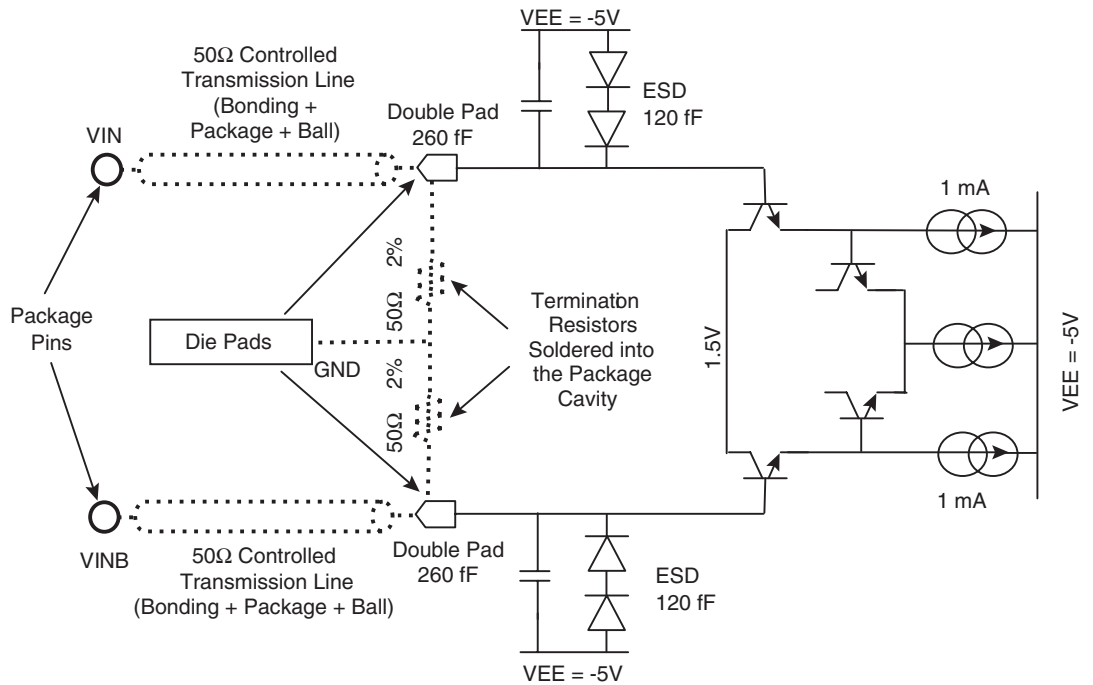 VEE = -5V
50Ω Controlled
Transmission Line
(Bonding +
Package + Ball)
ESD
120 fF
Double Pad
260 fF
VIN
1 mA
50Ω 2%
Package
Pins
Die Pads
GND
Termination
Resistors
Soldered into
the Package
Cavity
1.5V
VEE = -5V
50Ω 2%
1 mA
VINB
50Ω Controlled
Transmission Line
(Bonding + Package + Ball)
Double Pad
260 fF
ESD
120 fF
VEE = -5V